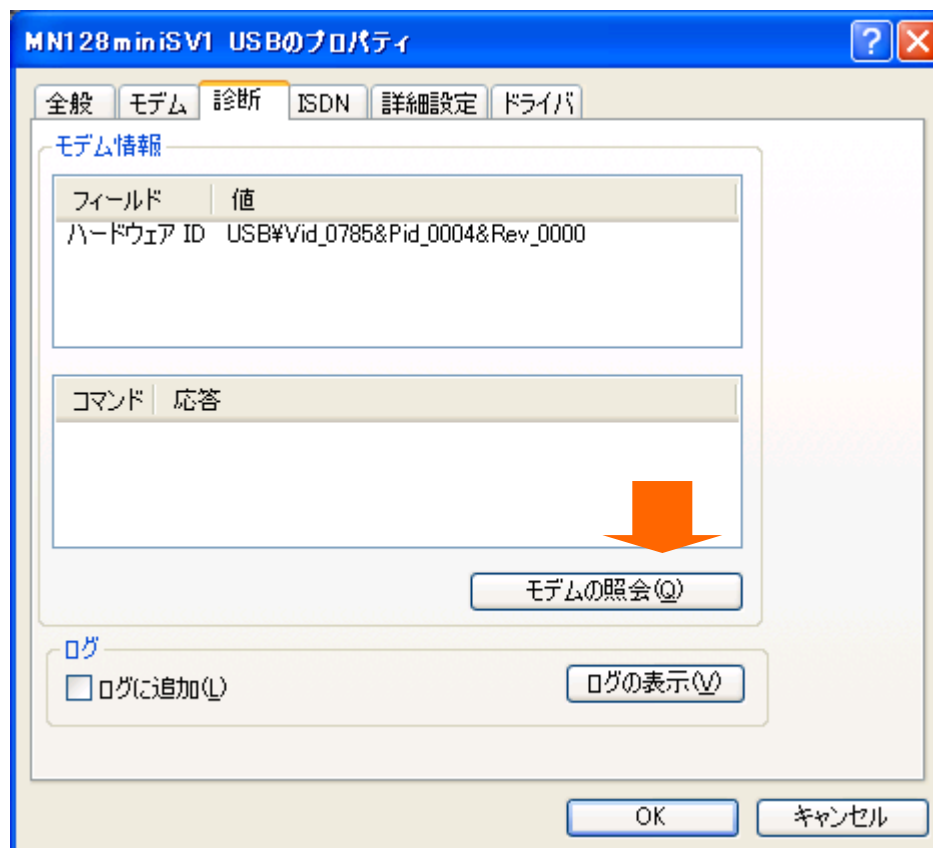 MN128miniSV1 USBのプロパティ
全般 モデム 診断 ISDN 詳細設定 ドライバ
モデム情報
フィールド 値
ハードウェア ID USB¥Vid_0785&Pid_0004&Rev_0000
コマンド 応答
モデムの照会(Q)
ログ
ログに追加(L) ログの表示(V)
OK キャンセル